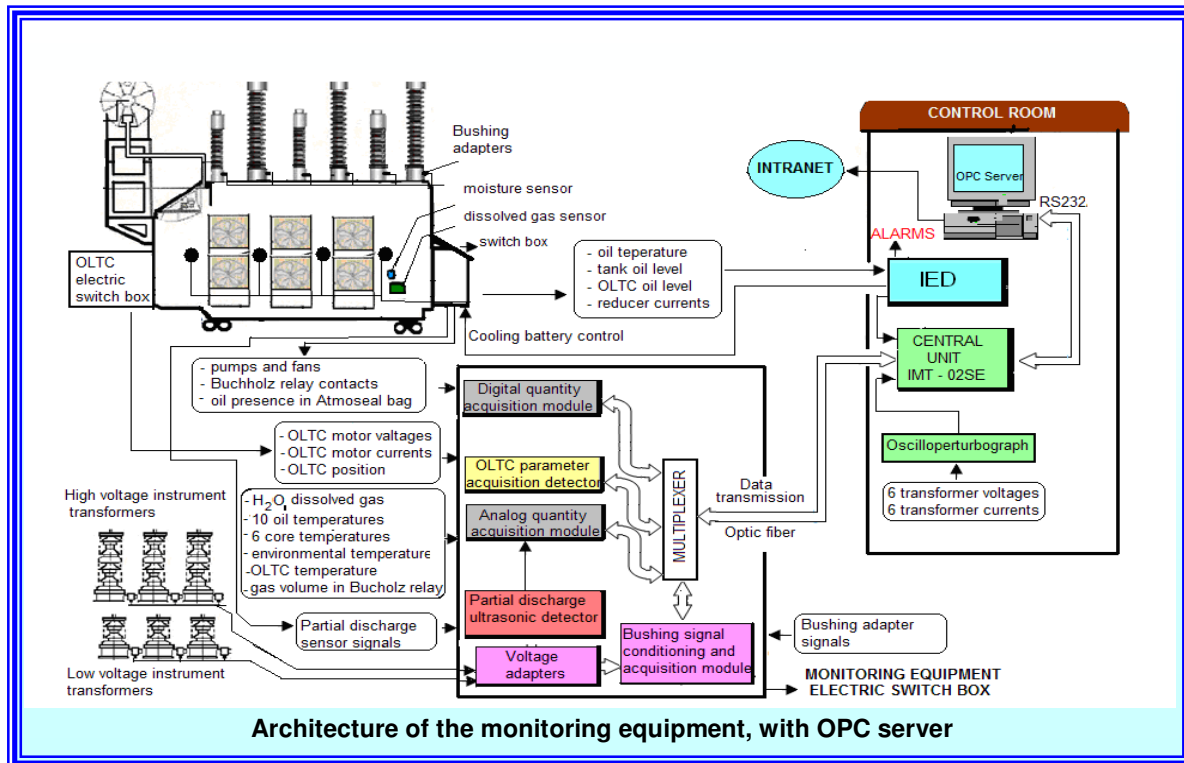 CONTROL ROOM
Bushing
adapters
moisture sensor
dissolved gas sensor
switch box
INTRANET
OPC Server
RS232
ALARMS
IED
OLTC
electric
switch box
- oil teperature
- tank oil level
- OLTC oil level
- reducer currents
Cooling battery control
CENTRAL
UNIT
IMT - 02SE
- pumps and fans
- Buchholz relay contacts
- oil presence in Atmoseal bag
Digital quantity
acquisition module
- OLTC motor valtages
- OLTC motor currents
- OLTC position
OLTC parameter
acquisition detector
Oscilloperturbograph
6 transformer voltages
6 transformer currents
High voltage instrument
transformers
- H2O, dissolved gas
- 10 oil temperatures
- 6 core temperatures
- environmental temperature
- OLTC temperature
- gas volume in Bucholz relay
Analog quantity
acquisition module
MULTIPLEXER
Data
transmission
Optic fiber
Partial discharge
ultrasonic detector
Partial discharge
sensor signals
Voltage
adapters
Bushing signal
conditioning and
acquisition module
Bushing adapter
signals
Low voltage instrument
transformers
MONITORING EQUIPMENT
ELECTRIC SWITCH BOX
Architecture of the monitoring equipment, with OPC server